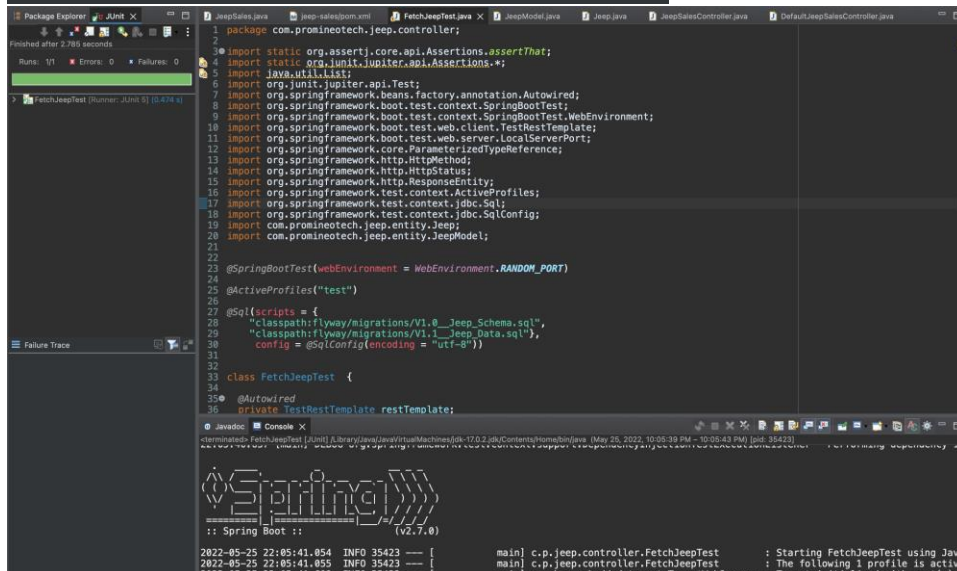 Package Explorer
JUnit
Finished after 2.785 seconds
Runs: 1/1
Errors: 0
Failures: 0
FetchJeepTest [Runner: JUnit 5] (0.474 s)
Failure Trace
JeepSales.java
jeep-sales/pom.xml
FetchJeepTest.java
JeepModel.java
Jeep.java
JeepSalesController.java
DefaultJeepSalesController.java
1 package com.promineotech.jeep.controller;
2
3 import static org.assertj.core.api.Assertions.assertThat;
4 import static org.junit.jupiter.api.Assertions.*;
5 import java.util.List;
6 import org.junit.jupiter.api.Test;
7 import org.springframework.beans.factory.annotation.Autowired;
8 import org.springframework.boot.test.context.SpringBootTest;
9 import org.springframework.boot.test.context.SpringBootTest.WebEnvironment;
10 import org.springframework.boot.test.web.client.TestRestTemplate;
11 import org.springframework.boot.test.web.server.LocalServerPort;
12 import org.springframework.core.ParameterizedTypeReference;
13 import org.springframework.http.HttpMethod;
14 import org.springframework.http.HttpStatus;
15 import org.springframework.http.ResponseEntity;
16 import org.springframework.test.context.ActiveProfiles;
17 import org.springframework.test.context.jdbc.Sql;
18 import org.springframework.test.context.jdbc.SqlConfig;
19 import com.promineotech.jeep.entity.Jeep;
20 import com.promineotech.jeep.entity.JeepModel;
21
22
23 @SpringBootTest(webEnvironment = WebEnvironment.RANDOM_PORT)
24
25 @ActiveProfiles("test")
26
27 @Sql(scripts = {
28 "classpath:flyway/migrations/V1.0__Jeep_Schema.sql",
29 "classpath:flyway/migrations/V1.1__Jeep_Data.sql"},
30 config = @SqlConfig(encoding = "utf-8"))
31
32
33 class FetchJeepTest {
34
35 @Autowired
36 private TestRestTemplate restTemplate;
Javadoc
Console
<terminated> FetchJeepTest [JUnit] /Library/Java/JavaVirtualMachines/jdk-17.0.2.jdk/Contents/Home/bin/java (May 25, 2022, 10:05:39 PM – 10:05:43 PM) [pid: 35423]
Spring
:: Spring Boot :: (v2.7.0)
2022-05-25 22:05:41.054 INFO 35423 --- [ main] c.p.jeep.controller.FetchJeepTest : Starting FetchJeepTest using Jav
2022-05-25 22:05:41.055 INFO 35423 --- [ main] c.p.jeep.controller.FetchJeepTest : The following 1 profile is activ